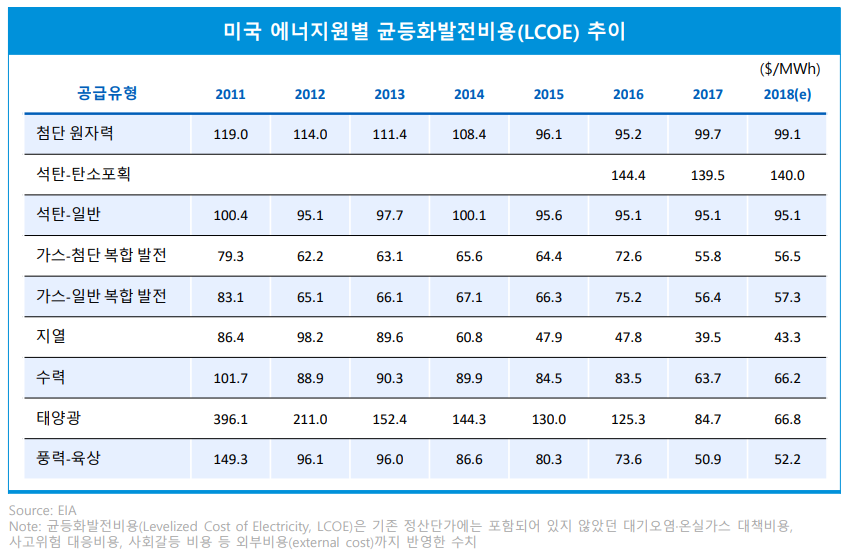 미국 에너지원별 균등화발전비용(LCOE) 추이
($/MWh)
공급유형 2011 2012 2013 2014 2015 2016 2017 2018(e)
첨단 원자력 119.0 114.0 111.4 108.4 96.1 95.2 99.7 99.1
석탄-탄소포획 144.4 139.5 140.0
석탄-일반 100.4 95.1 97.7 100.1 95.6 95.1 95.1 95.1
가스-첨단 복합 발전 79.3 62.2 63.1 65.6 64.4 72.6 55.8 56.5
가스-일반 복합 발전 83.1 65.1 66.1 67.1 66.3 75.2 56.4 57.3
지열 86.4 98.2 89.6 60.8 47.9 47.8 39.5 43.3
수력 101.7 88.9 90.3 89.9 84.5 83.5 63.7 66.2
태양광 396.1 211.0 152.4 144.3 130.0 125.3 84.7 66.8
풍력-육상 149.3 96.1 96.0 86.6 80.3 73.6 50.9 52.2
Source: EIA
Note: 균등화발전비용(Levelized Cost of Electricity, LCOE)은 기존 정산단가에는 포함되어 있지 않았던 대기오염·온실가스 대책비용,
사고위험 대응비용, 사회갈등 비용 등 외부비용(external cost)까지 반영한 수치